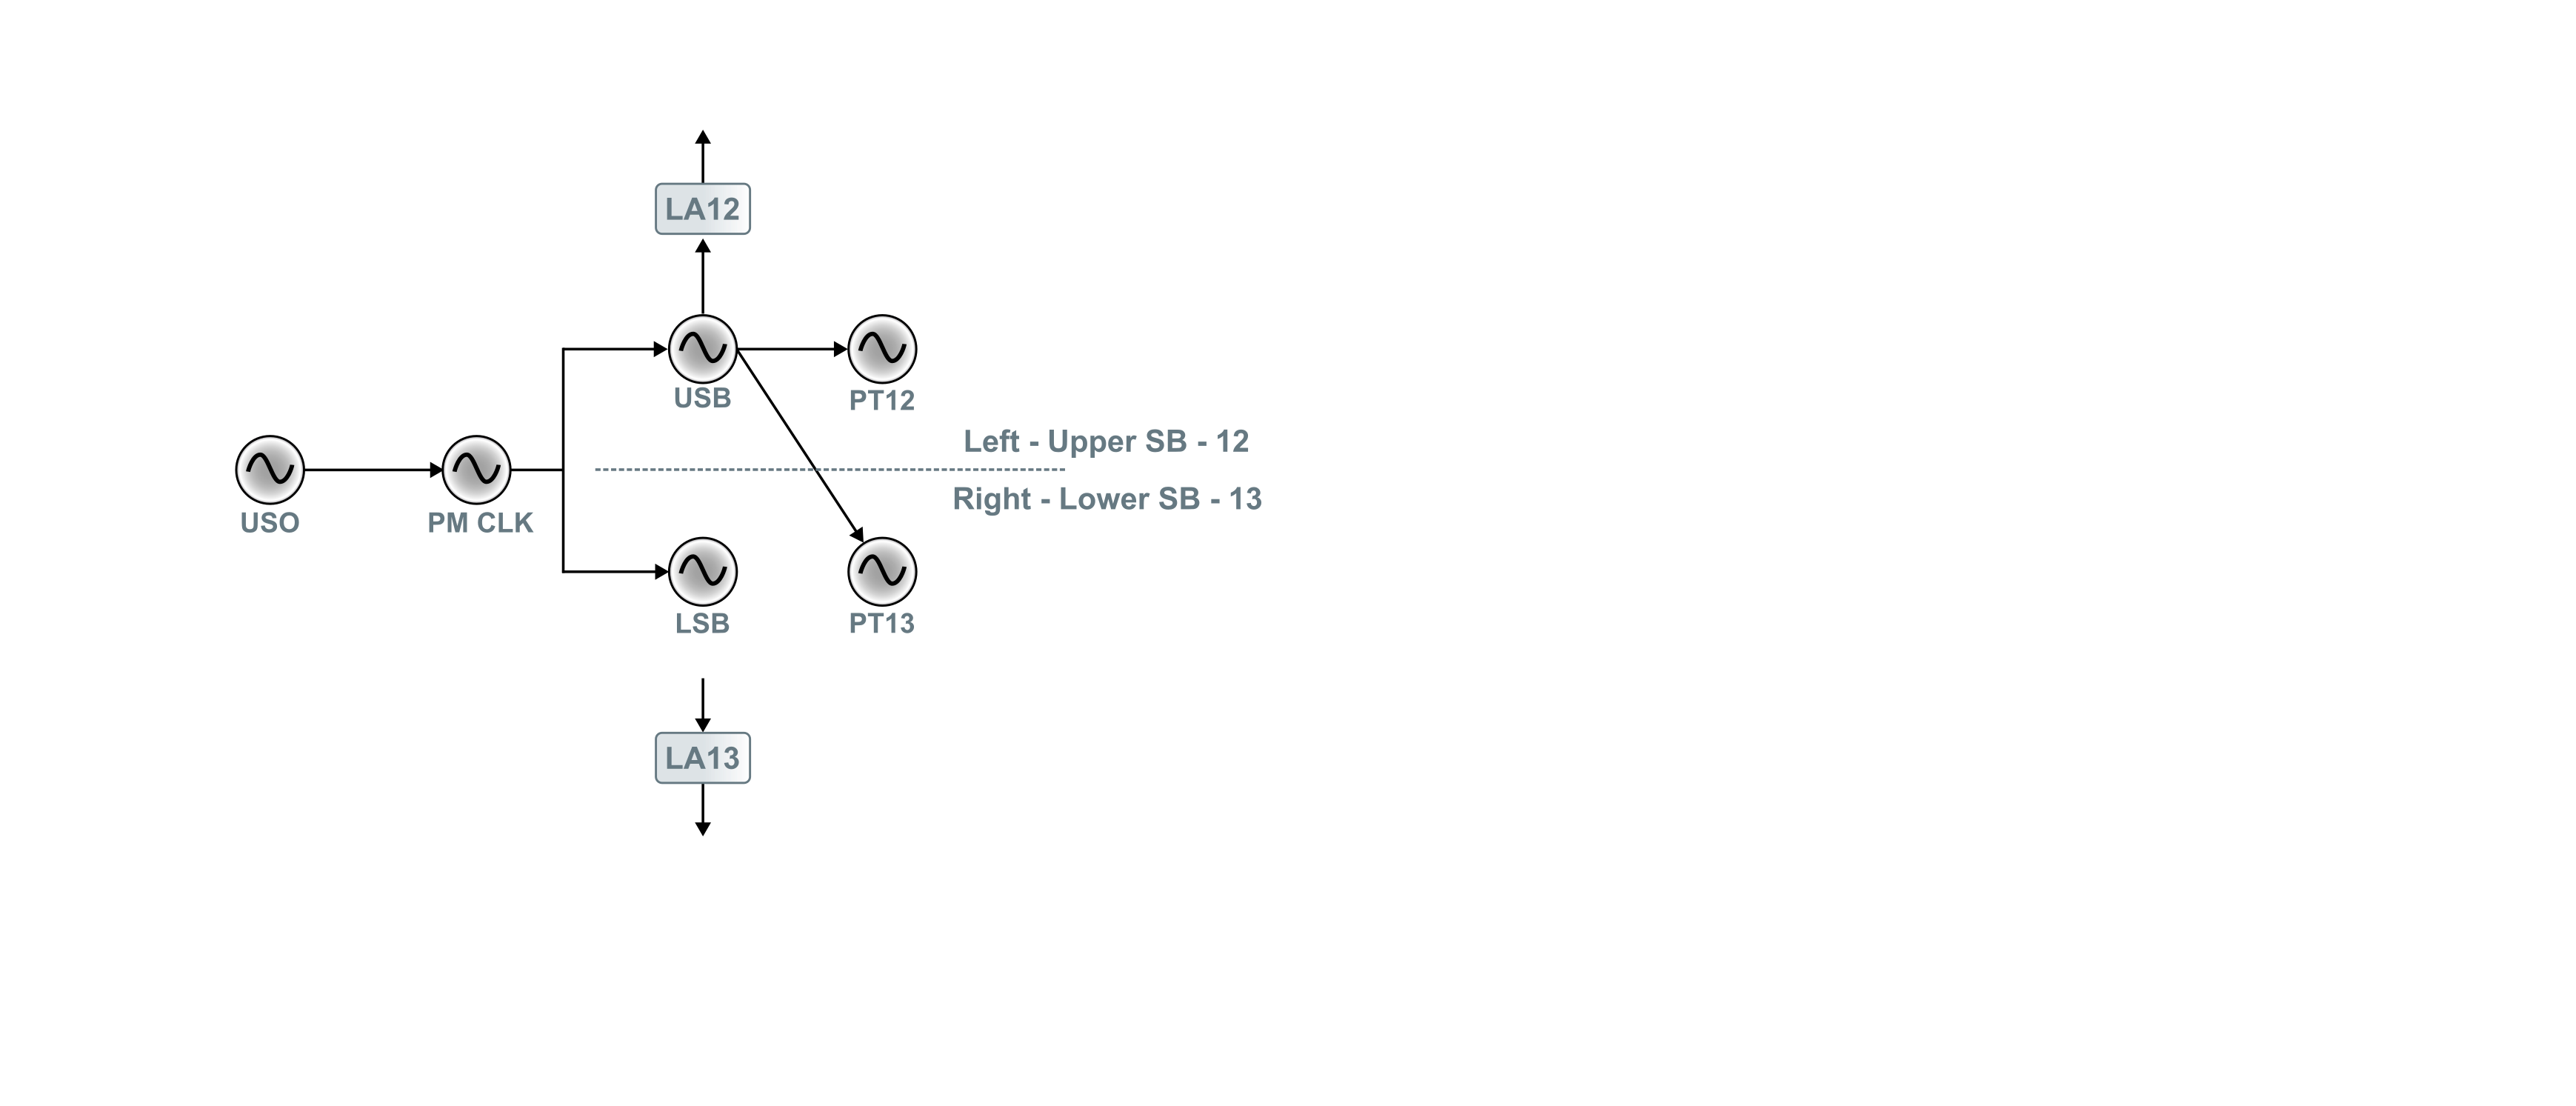 LA12
USB
PT12
Left - Upper SB - 12
Right - Lower SB - 13
USO
PM CLK
LSB
PT13
LA13